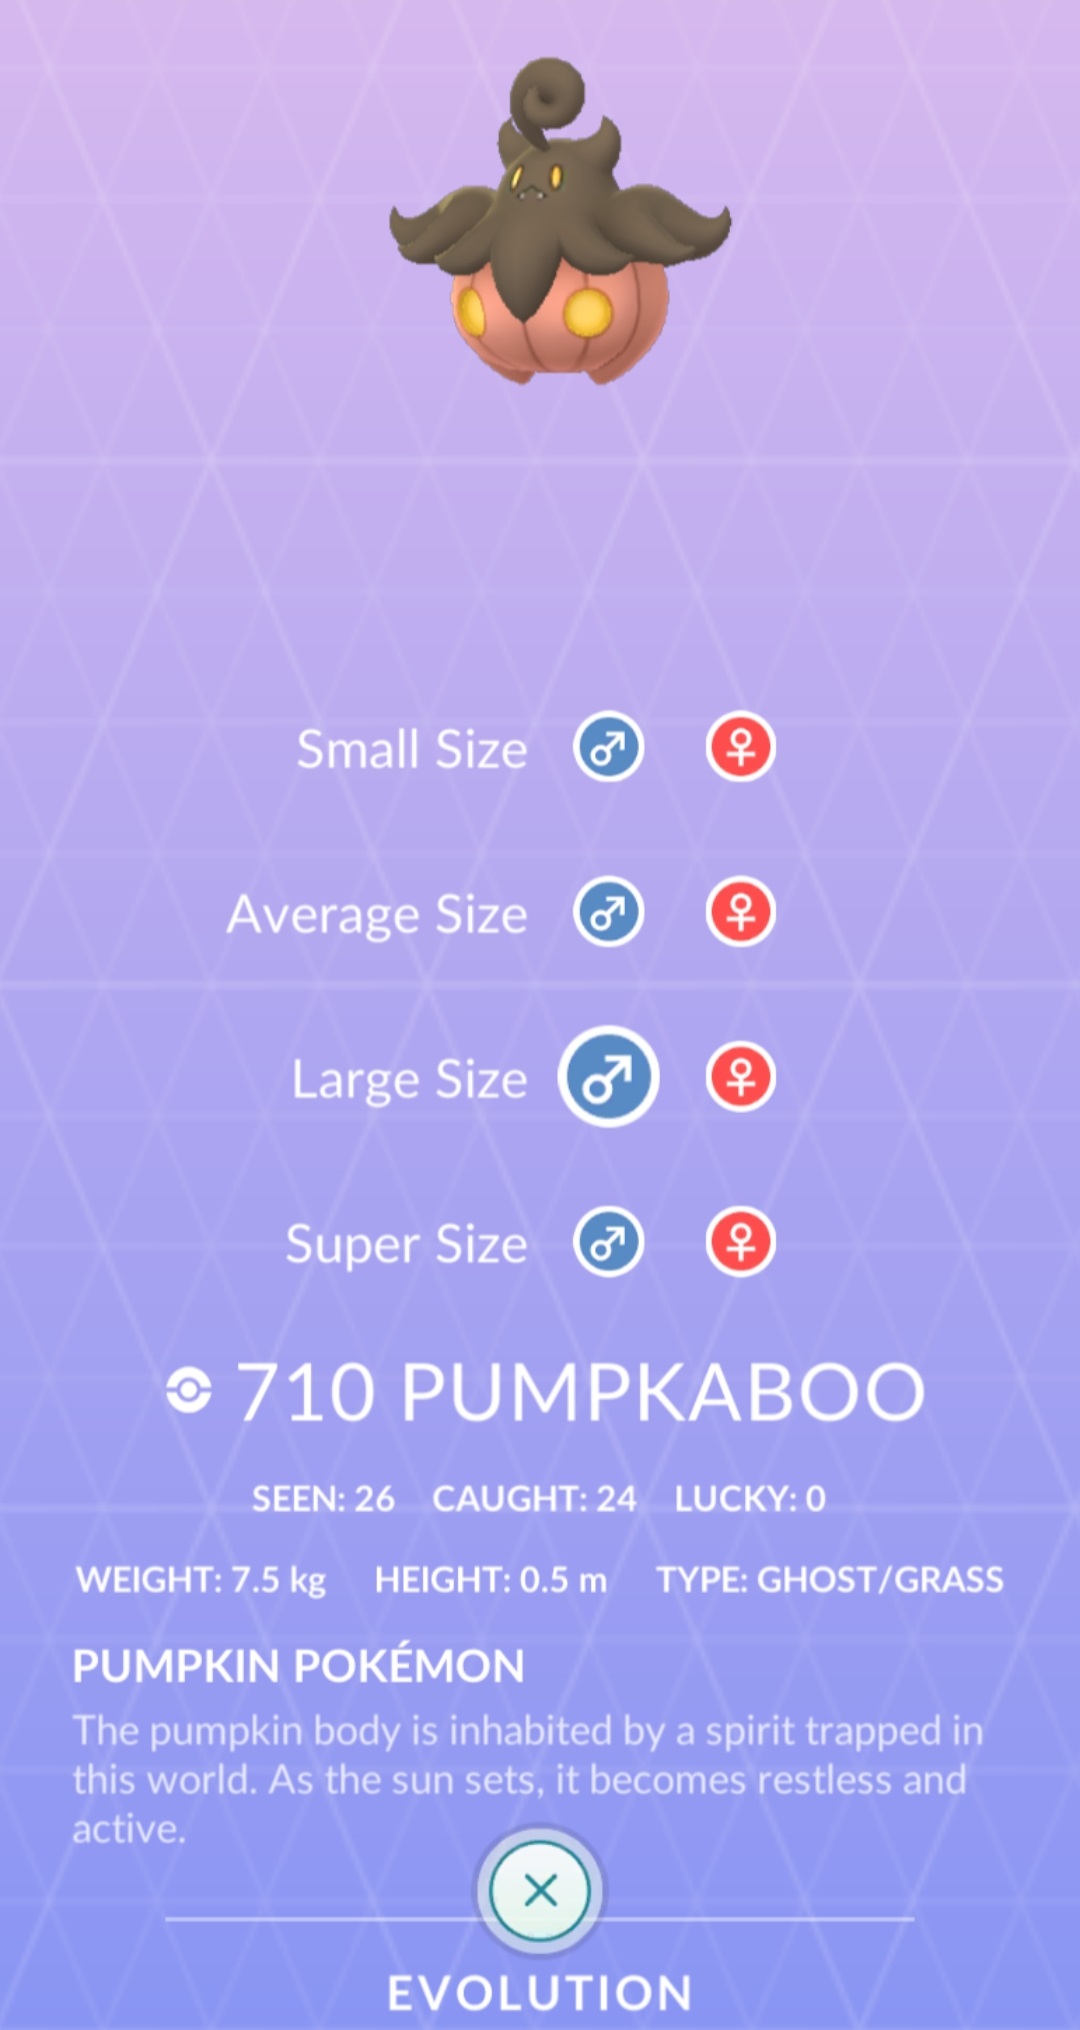 Small Size
Average Size
Large Size
Super Size
710 PUMPKABOO
SEEN: 26 CAUGHT: 24 LUCKY: 0
WEIGHT: 7.5 kg HEIGHT: 0.5 m TYPE: GHOST/GRASS
PUMPKIN POKÉMON
The pumpkin body is inhabited by a spirit trapped in
this world. As the sun sets, it becomes restless and
active.
EVOLUTION